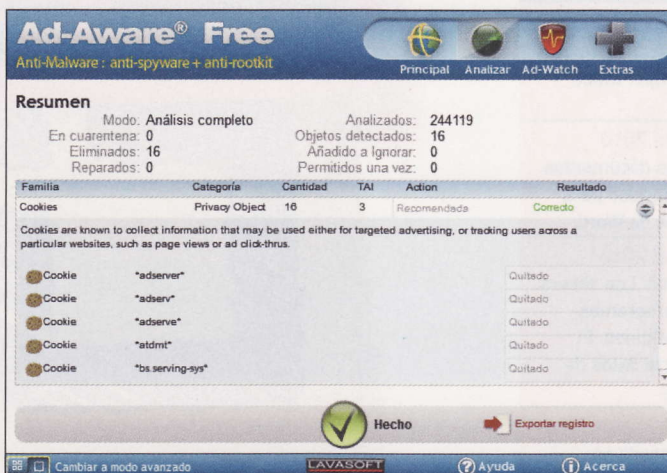 Ad-Aware® Free
Anti-Malware : anti-spyware + anti-rootkit
Principal Analizar Ad-Watch Extras
Resumen
Modo: Análisis completo Analizados: 244119
En cuarentena: 0 Objetos detectados: 16
Eliminados: 16 Añadido a Ignorar: 0
Reparados: 0 Permitidos una vez: 0
Familia Categoría Cantidad TAI Action Resultado
Cookies Privacy Object 16 3 Recomendada Correcto
Cookies are known to collect information that may be used either for targeted advertising, or tracking users across a
particular websites, such as page views or ad click-thrus.
Cookie *adserver* Quitado
Cookie *adserv* Quitado
Cookie *adserve* Quitado
Cookie *atdmt* Quitado
Cookie *bs.serving-sys* Quitado
Hecho Exportar registro
Cambiar a modo avanzado LAVASOFT Ayuda Acerca